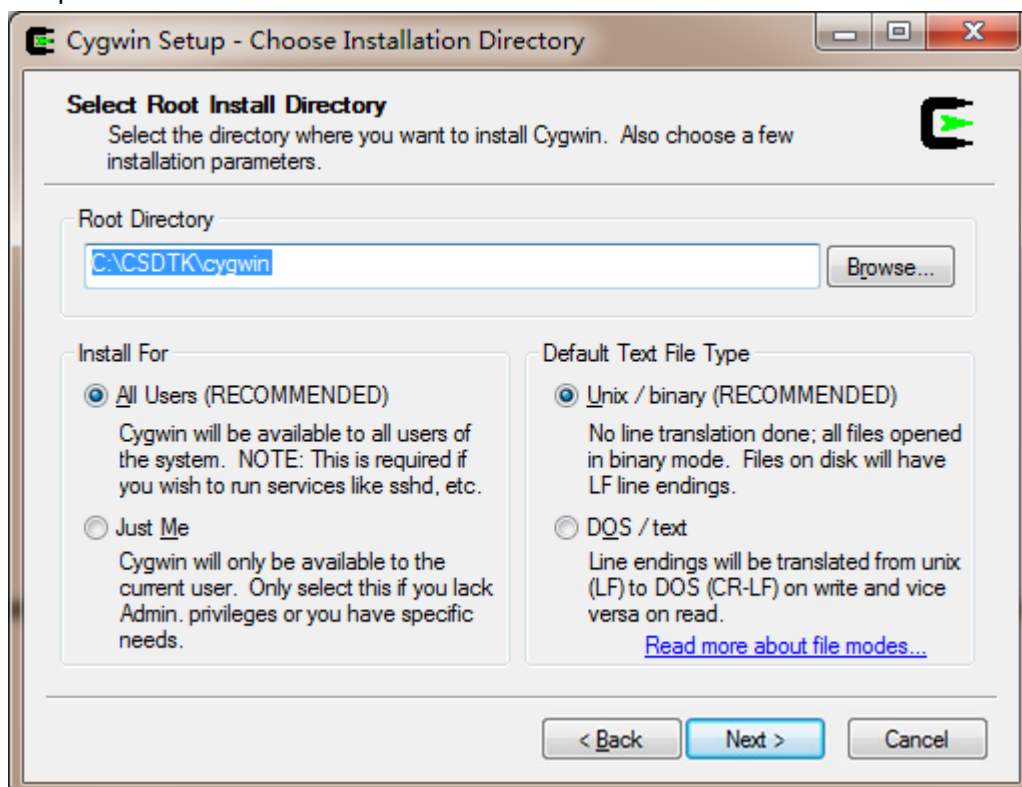 Cygwin Setup - Choose Installation Directory
Select Root Install Directory
Select the directory where you want to install Cygwin.  Also choose a few
installation parameters.
Root Directory
C:\CSDTK\cygwin
Browse...
Install For
All Users (RECOMMENDED)
Cygwin will be available to all users of
the system.  NOTE: This is required if
you wish to run services like sshd, etc.
Just Me
Cygwin will only be available to the
current user.  Only select this if you lack
Admin. privileges or you have specific
needs.
Default Text File Type
Unix / binary (RECOMMENDED)
No line translation done; all files opened
in binary mode.  Files on disk will have
LF line endings.
DOS / text
Line endings will be translated from unix
(LF) to DOS (CR-LF) on write and vice
versa on read.
Read more about file modes...
< Back
Next >
Cancel